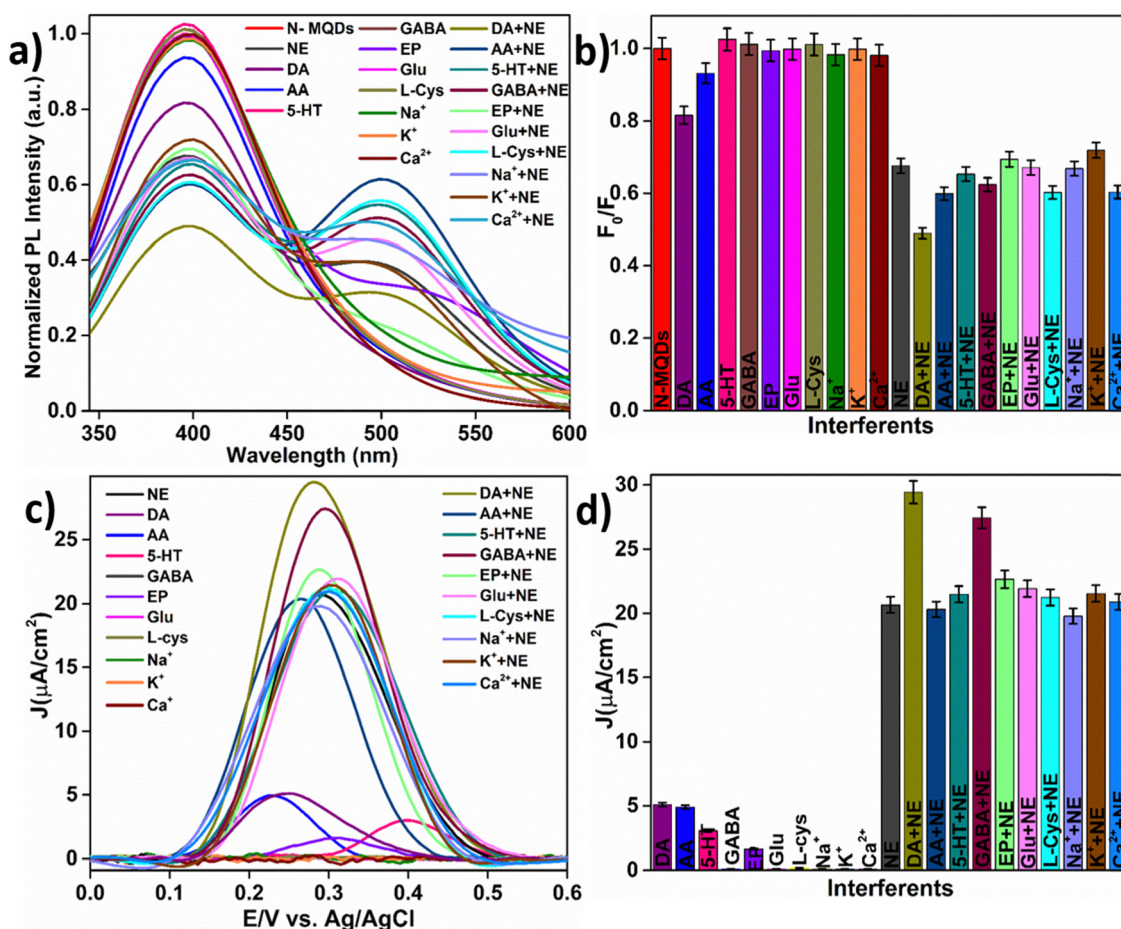 a)
Normalized PL Intensity (a.u.)
1.0
0.8
0.6
0.4
0.2
0.0
350
400
450
500
550
600
Wavelength (nm)
N- MQDs
NE
DA
AA
5-HT
GABA
EP
Glu
L-Cys
Na⁺
K⁺
Ca²⁺
DA+NE
AA+NE
5-HT+NE
GABA+NE
EP+NE
Glu+NE
L-Cys+NE
Na⁺+NE
K⁺+NE
Ca²⁺+NE
b)
F₀/F₀
1.0
0.8
0.6
0.4
0.2
0.0
N-MQDs
DA
AA
5-HT
GABA
EP
Glu
L-Cys
Na⁺
K⁺
Ca²⁺
NE
DA+NE
AA+NE
5-HT+NE
GABA+NE
EP+NE
Glu+NE
L-Cys+NE
Na⁺+NE
K⁺+NE
Ca²⁺+NE
Interferents
c)
J(μA/cm²)
25
20
15
10
5
0
0.0
0.1
0.2
0.3
0.4
0.5
0.6
E/V vs. Ag/AgCl
NE
DA
AA
5-HT
GABA
EP
Glu
L-cys
Na⁺
K⁺
Ca⁺
DA+NE
AA+NE
5-HT+NE
GABA+NE
EP+NE
Glu+NE
L-Cys+NE
Na⁺+NE
K⁺+NE
Ca²⁺+NE
d)
J(μA/cm²)
30
25
20
15
10
5
0
DA
AA
5-HT
GABA
EP
Glu
L-cys
Na⁺
K⁺
Ca²⁺
NE
DA+NE
AA+NE
5-HT+NE
GABA+NE
EP+NE
Glu+NE
L-Cys+NE
Na⁺+NE
K⁺+NE
Ca²⁺+NE
Interferents